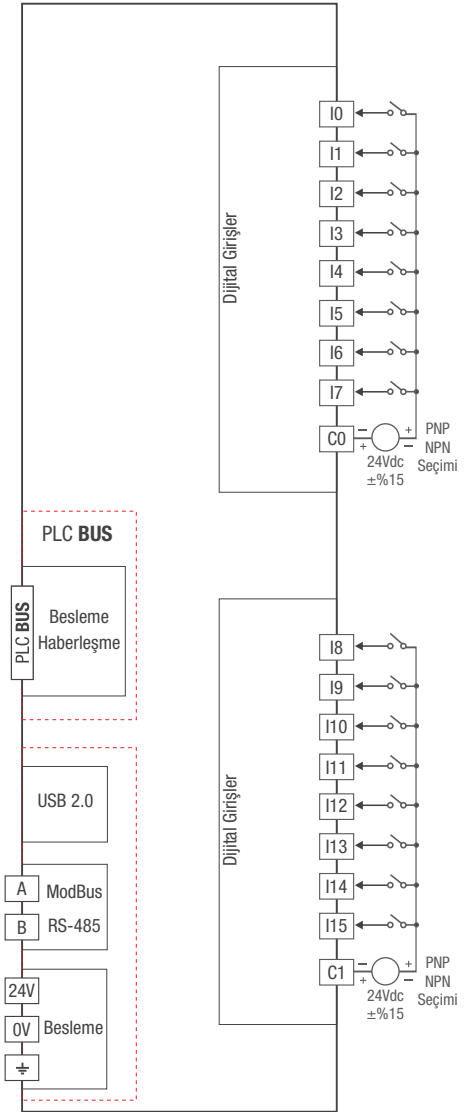 Dijital Girişler
I0
I1
I2
I3
I4
I5
I6
I7
C0
− + PNP
+ − NPN
24Vdc Seçimi
±%15
PLC BUS
PLC BUS
Besleme
Haberleşme
Dijital Girişler
I8
I9
I10
I11
I12
I13
I14
I15
C1
− + PNP
+ − NPN
24Vdc Seçimi
±%15
USB 2.0
A ModBus
B RS-485
24V
0V Besleme